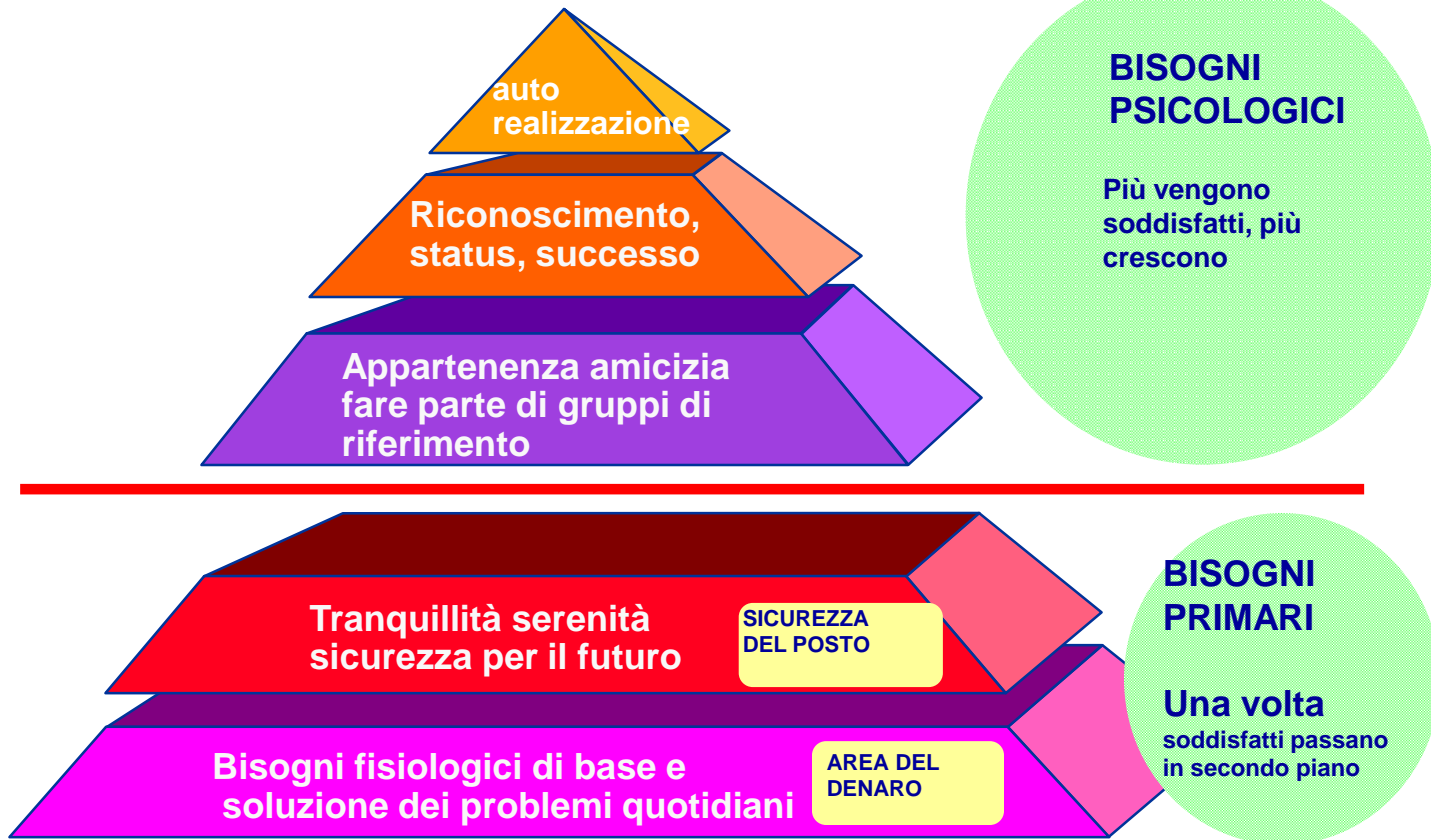 auto
realizzazione
Riconoscimento,
status, successo
Appartenenza amicizia
fare parte di gruppi di
riferimento
BISOGNI
PSICOLOGICI
Più vengono
soddisfatti, più
crescono
Tranquillità serenità
sicurezza per il futuro
SICUREZZA
DEL POSTO
Bisogni fisiologici di base e
soluzione dei problemi quotidiani
AREA DEL
DENARO
BISOGNI
PRIMARI
Una volta
soddisfatti passano
in secondo piano